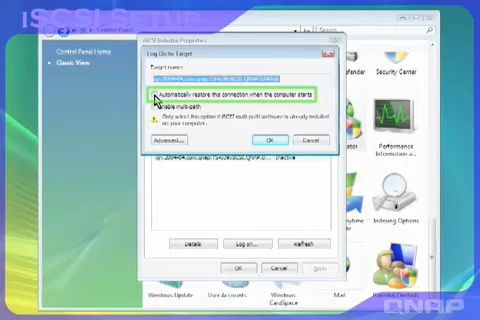 iSCSI SETUP
Control Panel
Search
Control Panel Home
Classic View
iSCSI Initiator Properties
Log On to Target
Target name:
Automatically restore this connection when the computer starts
Enable multi-path
Only select this option if iSCSI multi-path software is already installed
on your computer.
Advanced...
OK
Cancel
Inactive
Details
Log on...
Refresh
OK
Cancel
Apply
Security Center
Performance
Information a...
Indexing Options
Windows Update
User Accounts
Windows
CardSpace
Mail
QNAP